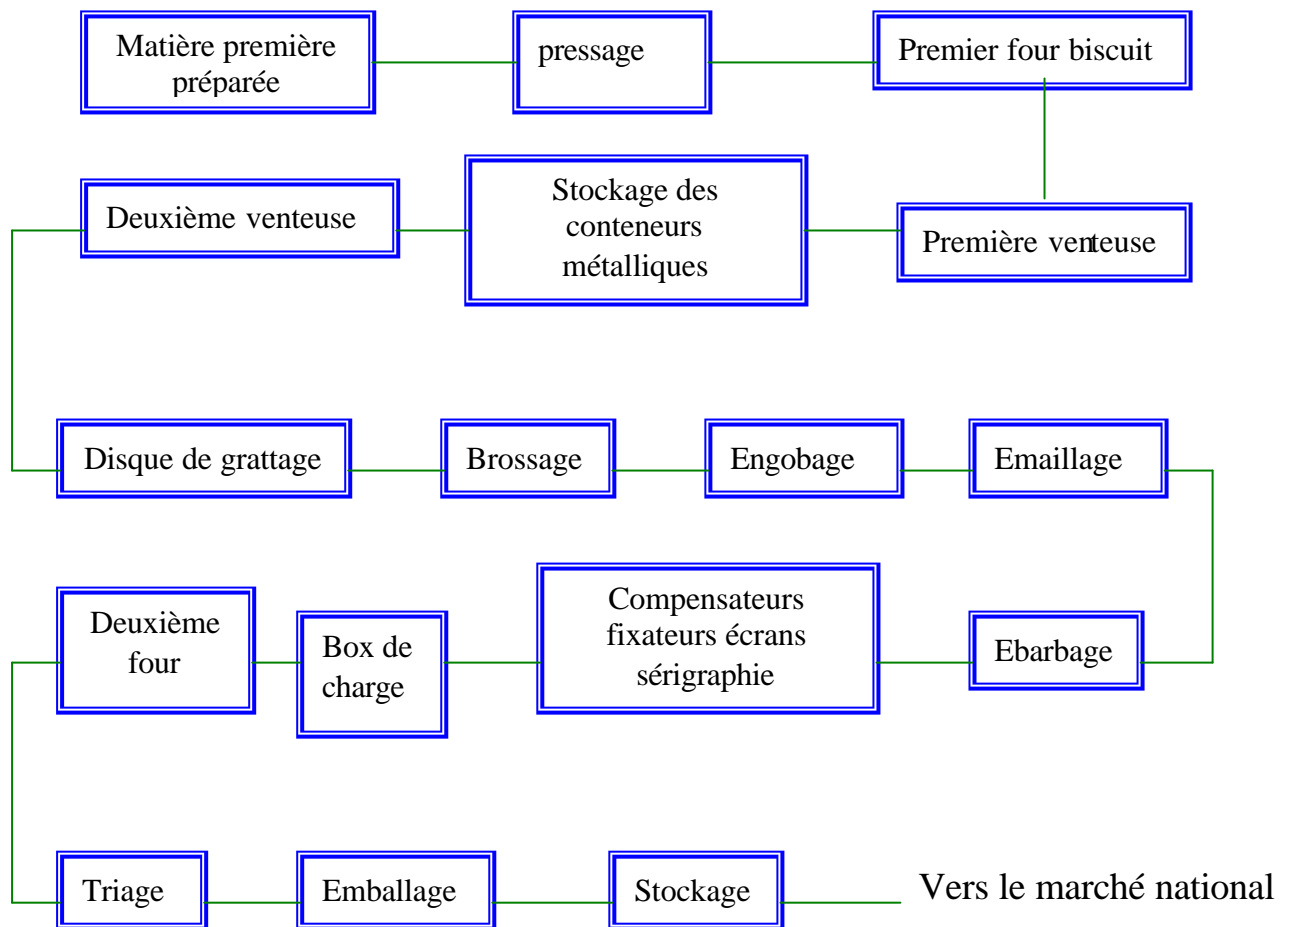 Matière première
préparée
pressage
Premier four biscuit
Deuxième venteuse
Stockage des
conteneurs
métalliques
Première venteuse
Disque de grattage
Brossage
Engobage
Emaillage
Deuxième
four
Box de
charge
Compensateurs
fixateurs écrans
sérigraphie
Ebarbage
Triage
Emballage
Stockage
Vers le marché national